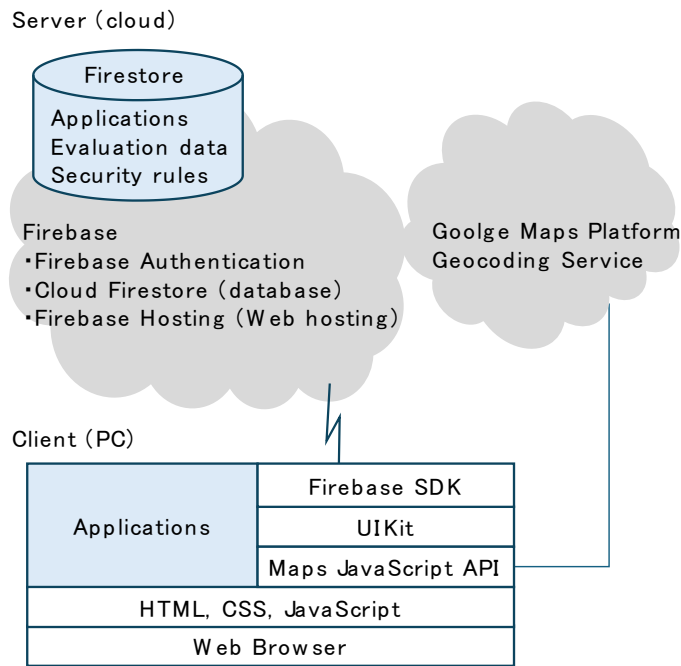 Server (cloud)
Firestore
Applications
Evaluation data
Security rules
Firebase
・Firebase Authentication
・Cloud Firestore (database)
・Firebase Hosting (Web hosting)
Goolge Maps Platform
Geocoding Service
Client (PC)
Applications
Firebase SDK
UIKit
Maps JavaScript API
HTML, CSS, JavaScript
Web Browser